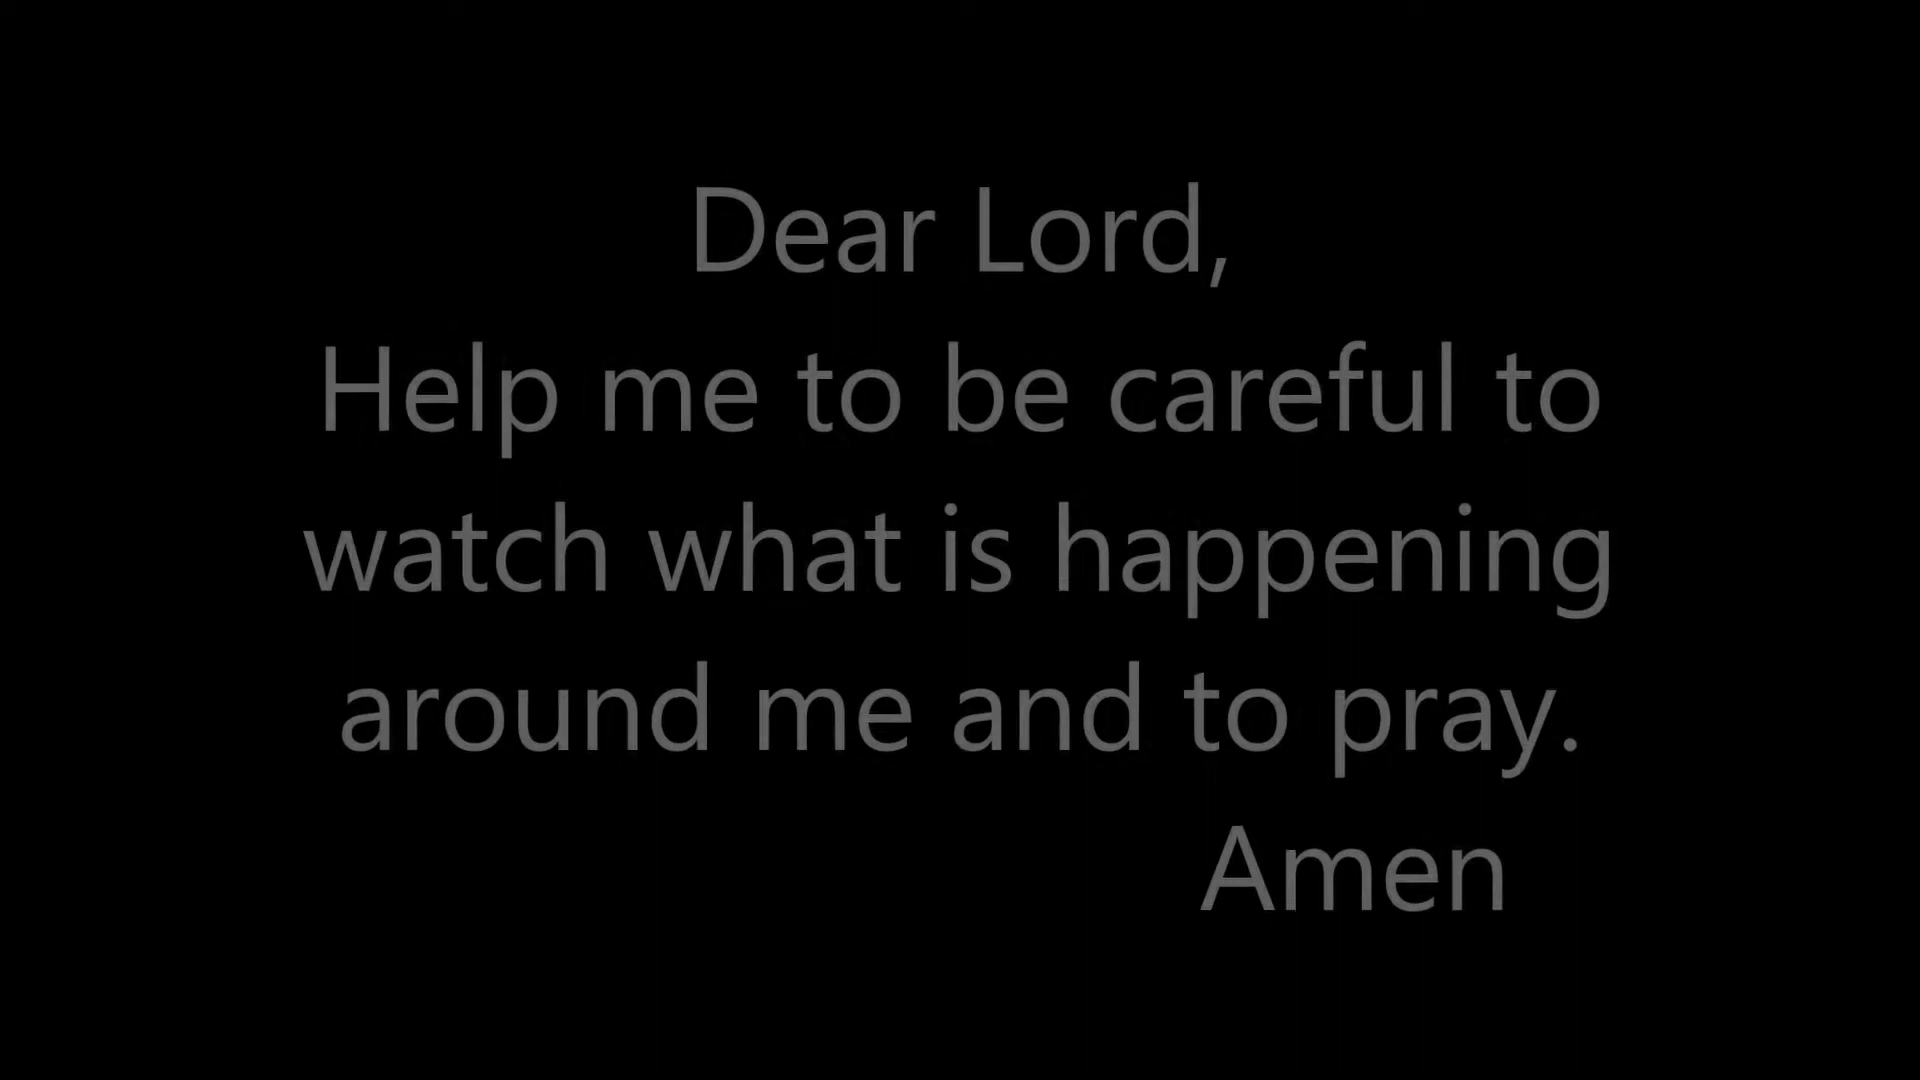 Dear Lord,
Help me to be careful to
watch what is happening
around me and to pray.
Amen